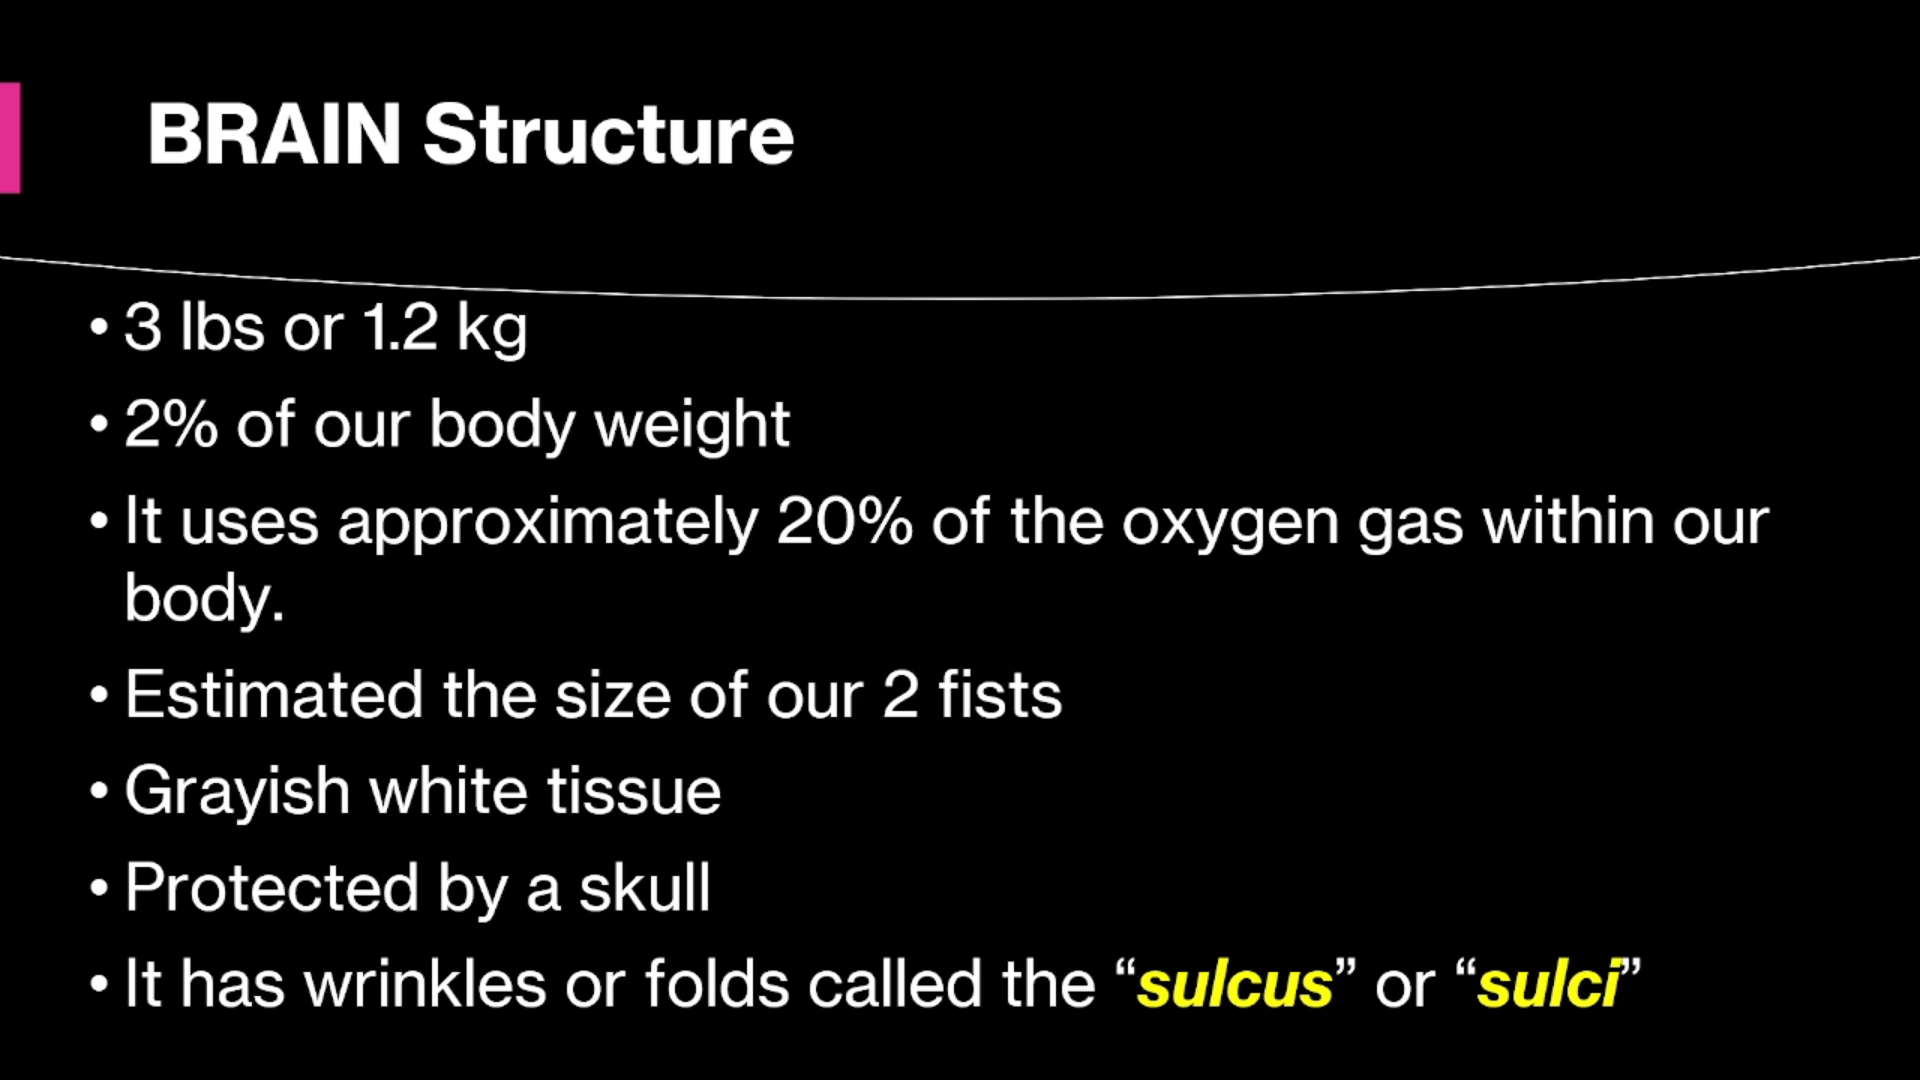 BRAIN Structure
• 3 lbs or 1.2 kg
• 2% of our body weight
• It uses approximately 20% of the oxygen gas within our
body.
• Estimated the size of our 2 fists
• Grayish white tissue
• Protected by a skull
• It has wrinkles or folds called the “sulcus” or “sulci”